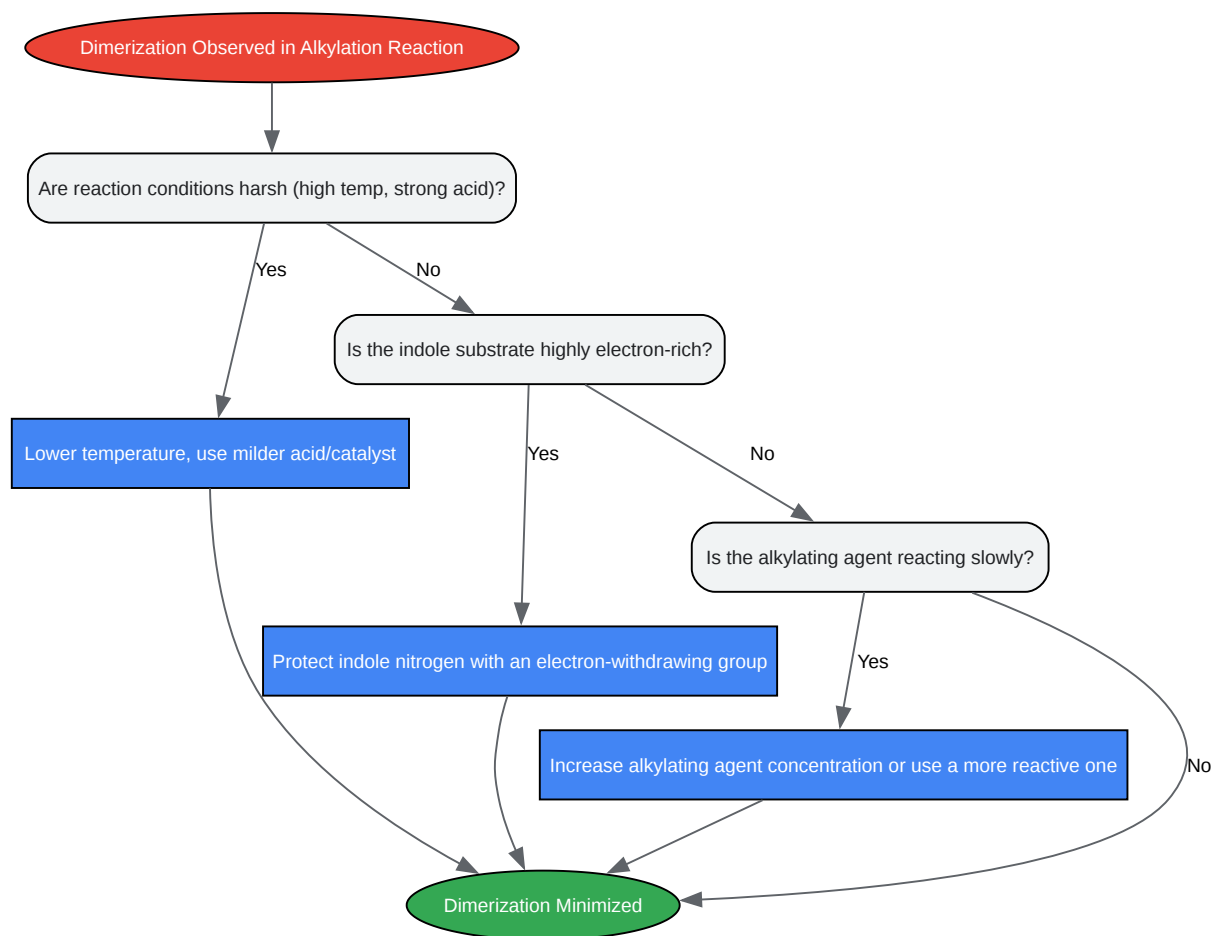 Dimerization Observed in Alkylation Reaction
Are reaction conditions harsh (high temp, strong acid)?
Yes
No
Is the indole substrate highly electron-rich?
Lower temperature, use milder acid/catalyst
Yes
No
Is the alkylating agent reacting slowly?
Protect indole nitrogen with an electron-withdrawing group
Yes
Increase alkylating agent concentration or use a more reactive one
No
Dimerization Minimized